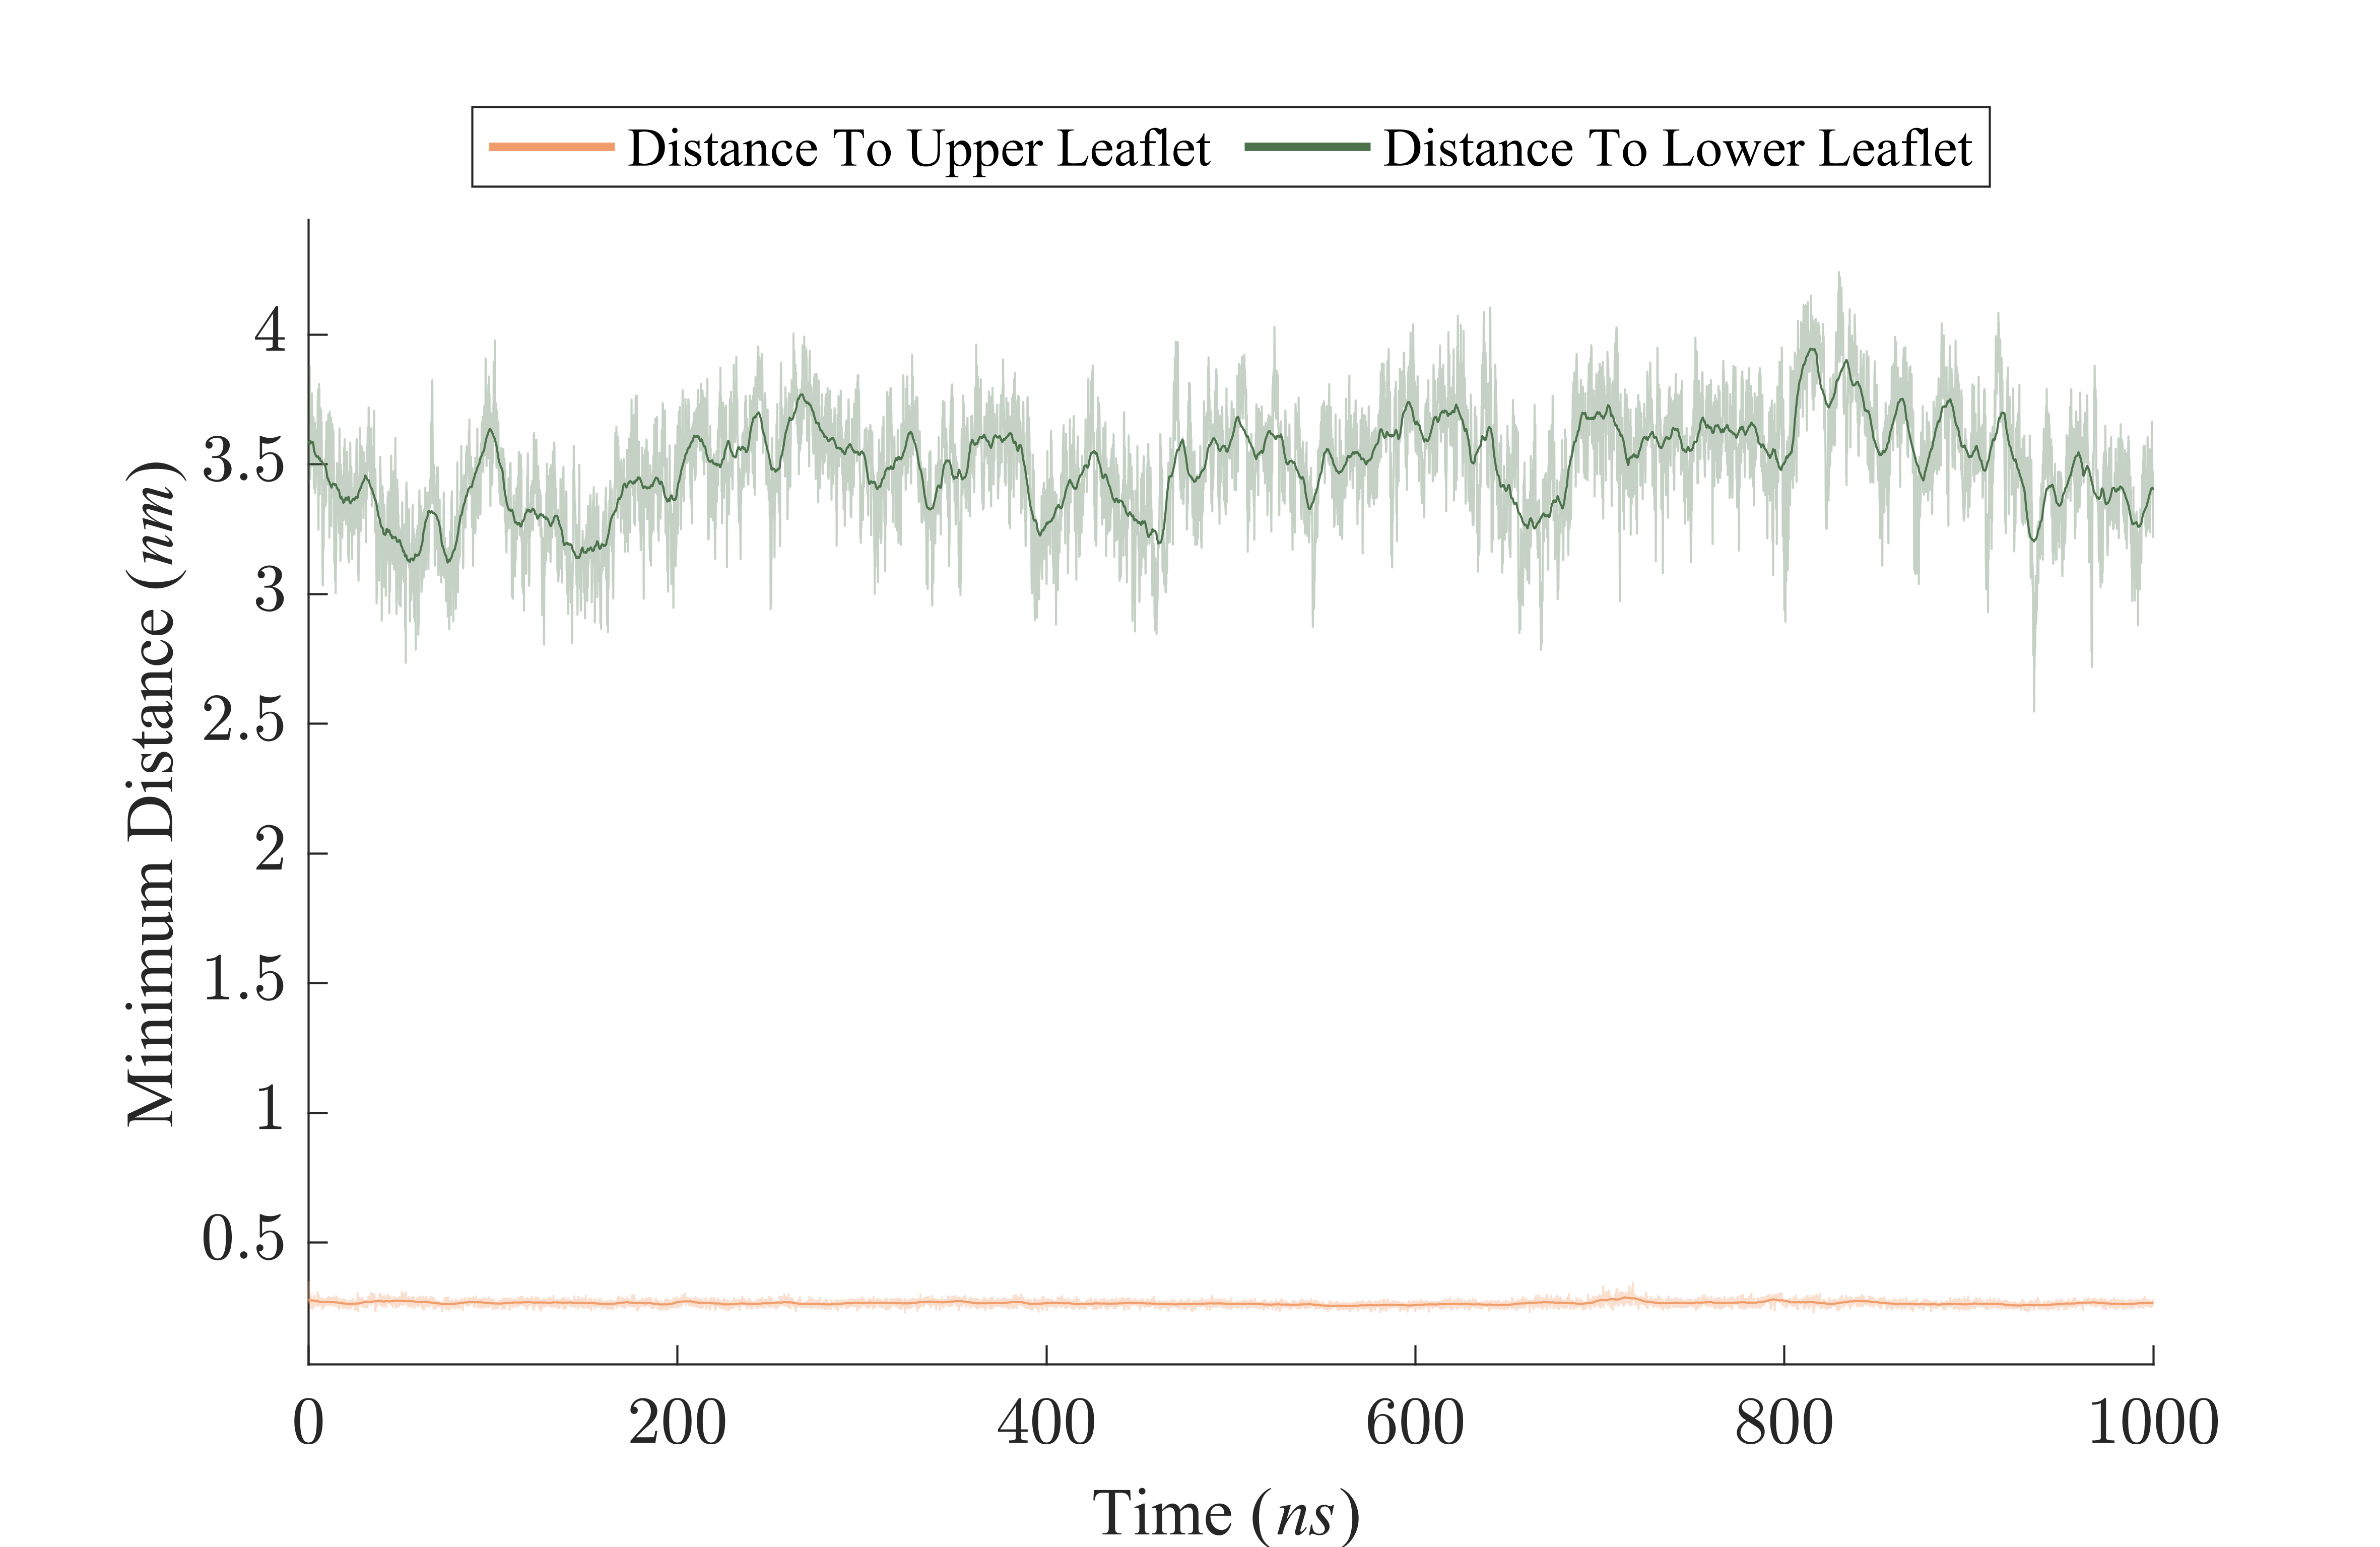 Distance To Upper Leaflet Distance To Lower Leaflet
Minimum Distance (nm)
4
3.5
3
2.5
2
1.5
1
0.5
0 200 400 600 800 1000
Time (ns)